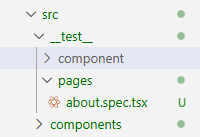 src
__test__
component
pages
about.spec.tsx U
components